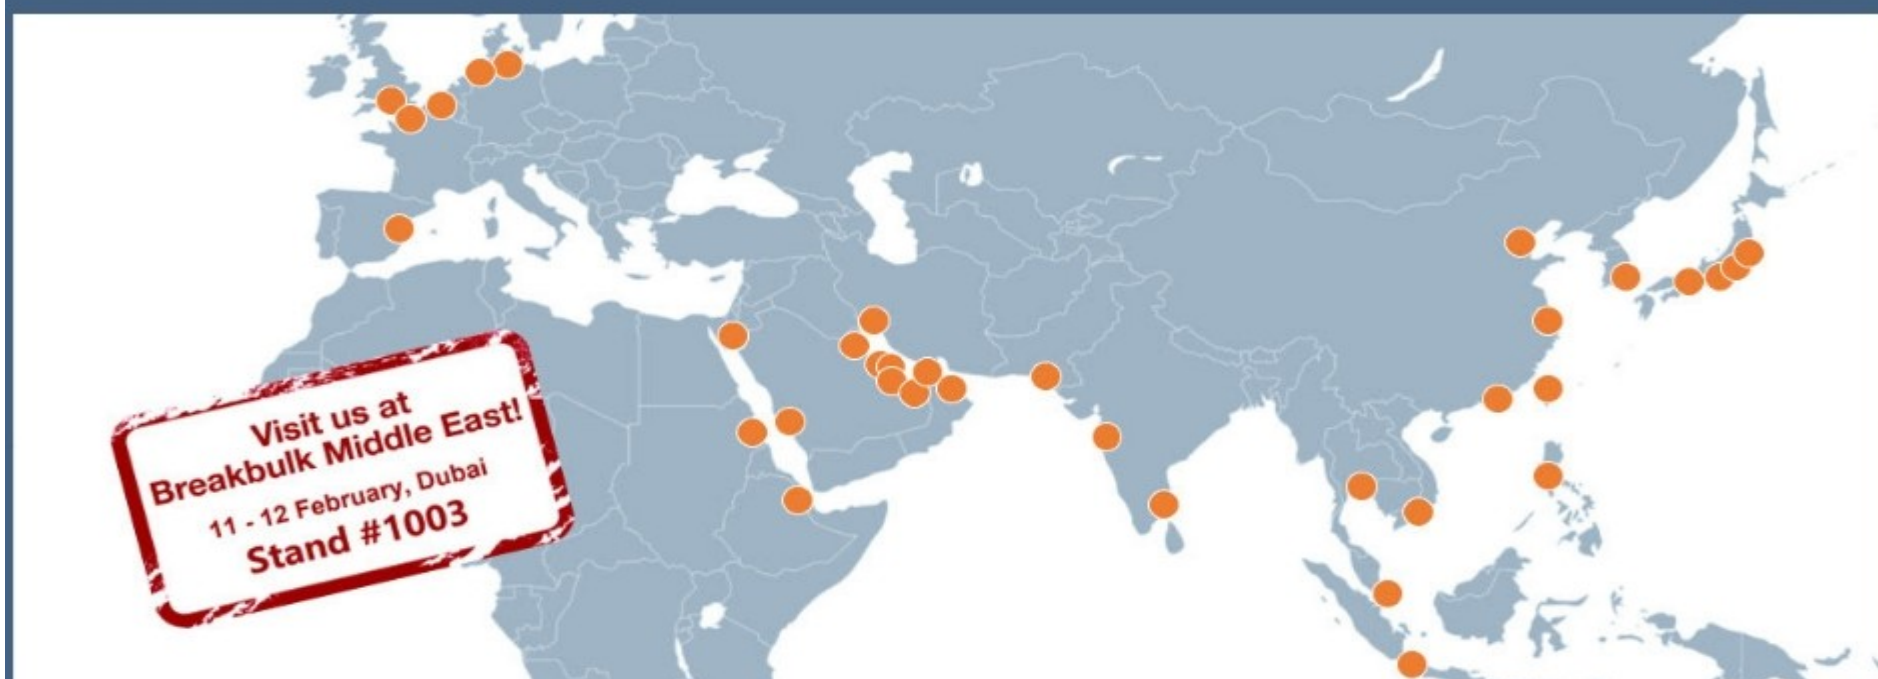 Visit us at
Breakbulk Middle East!
11 - 12 February, Dubai
Stand #1003